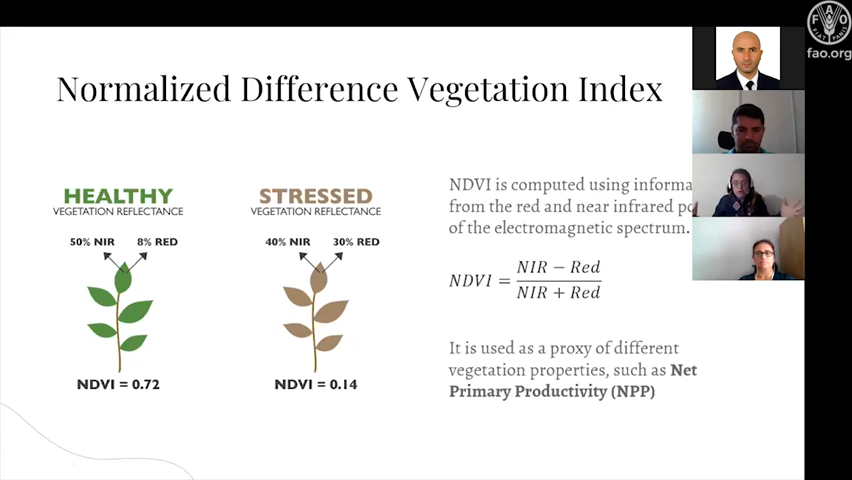 Normalized Difference Vegetation Index
HEALTHY
VEGETATION REFLECTANCE
50% NIR 8% RED
NDVI = 0.72
STRESSED
VEGETATION REFLECTANCE
40% NIR 30% RED
NDVI = 0.14
NDVI is computed using
from the red and near infrared
of the electromagnetic spectrum.
NDVI = NIR − Red
NIR + Red
It is used as a proxy of different
vegetation properties, such as Net
Primary Productivity (NPP)
FAO
FIAT PANIS
fao.org